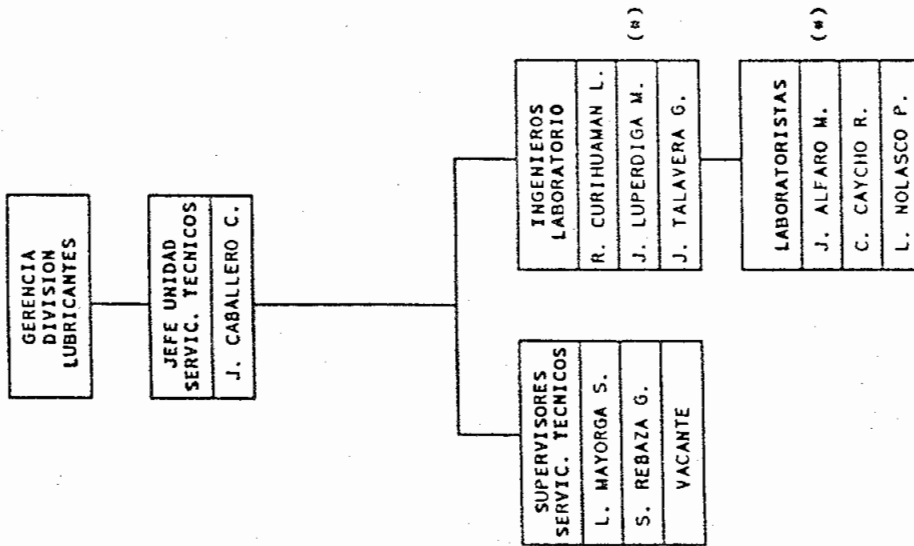 GERENCIA
DIVISION
LUBRICANTES
JEFE UNIDAD
SERVIC. TECNICOS
J. CABALLERO C.
SUPERVISORES
SERVIC. TECNICOS
L. MAYORGA S.
S. REBAZA G.
VACANTE
INGENIEROS
LABORATORIO
R. CURIHUAMAN L.
J. LUPERDIGA M. (*)
J. TALAVERA G.
LABORATORISTAS
J. ALFARO M. (*)
C. CAYCHO R.
L. NOLASCO P.